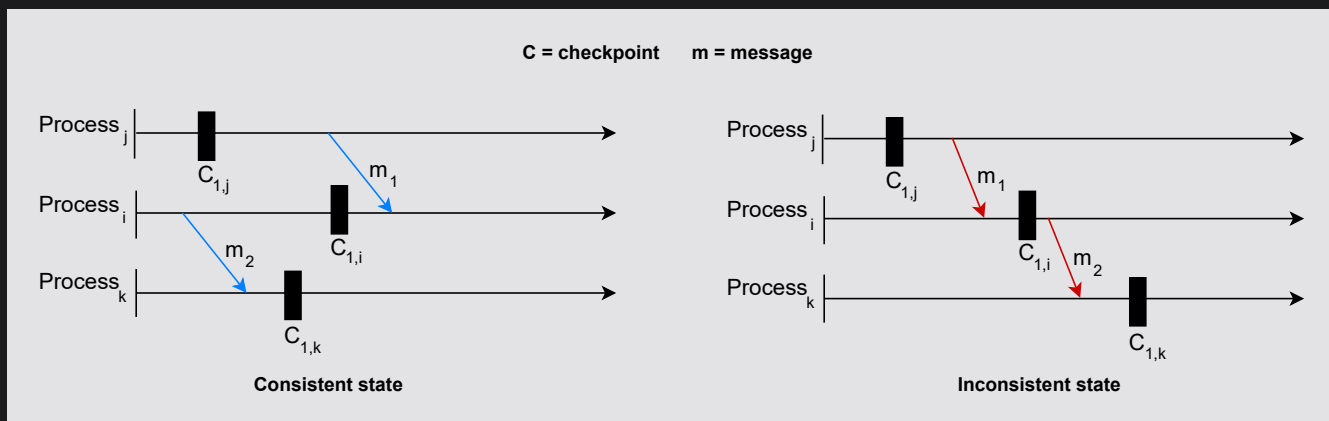 C = checkpoint m = message
Process j
C1,j
m1
Process i
C1,i
m2
Process k
C1,k
Consistent state
Process j
C1,j
m1
Process i
C1,i
m2
Process k
C1,k
Inconsistent state